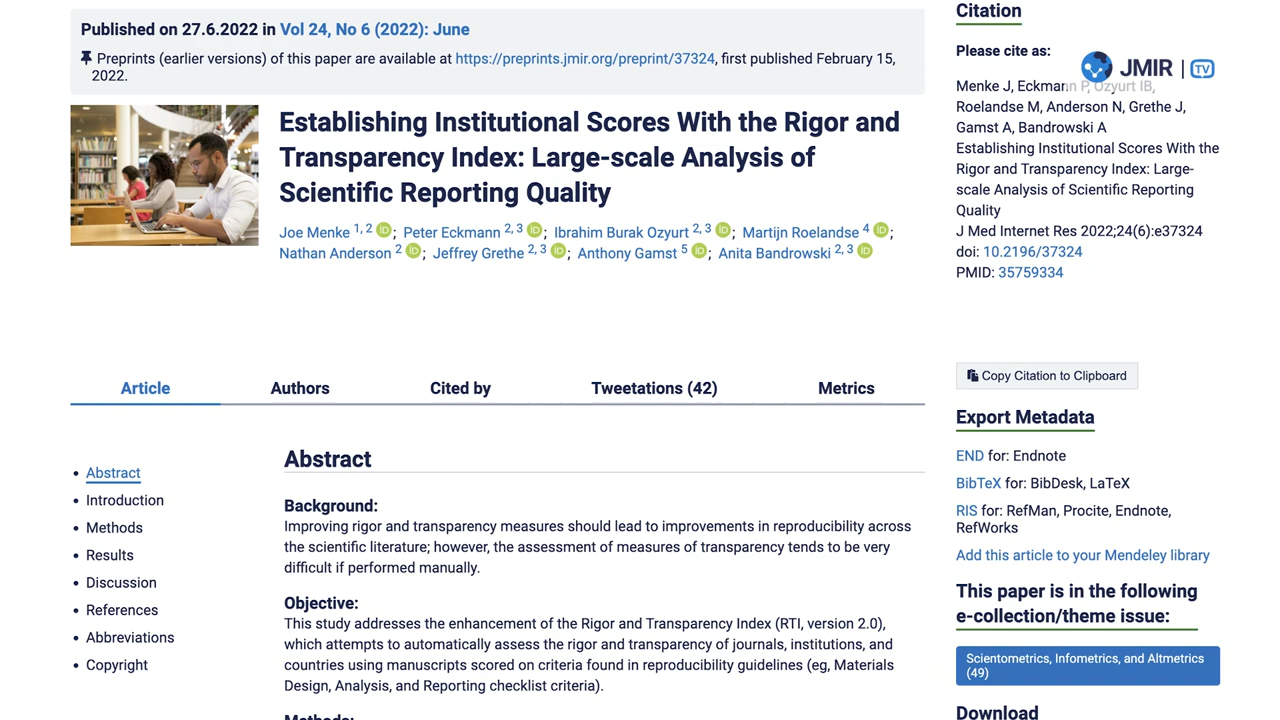 Published on 27.6.2022 in Vol 24, No 6 (2022): June
Preprints (earlier versions) of this paper are available at https://preprints.jmir.org/preprint/37324, first published February 15,
2022.
Establishing Institutional Scores With the Rigor and
Transparency Index: Large-scale Analysis of
Scientific Reporting Quality
Joe Menke 1, 2 iD; Peter Eckmann 2, 3 iD; Ibrahim Burak Ozyurt 2, 3 iD; Martijn Roelandse 4 iD;
Nathan Anderson 2 iD; Jeffrey Grethe 2, 3 iD; Anthony Gamst 5 iD; Anita Bandrowski 2, 3 iD
Article
Authors
Cited by
Tweetations (42)
Metrics
Abstract
Introduction
Methods
Results
Discussion
References
Abbreviations
Copyright
Abstract
Background:
Improving rigor and transparency measures should lead to improvements in reproducibility across
the scientific literature; however, the assessment of measures of transparency tends to be very
difficult if performed manually.
Objective:
This study addresses the enhancement of the Rigor and Transparency Index (RTI, version 2.0),
which attempts to automatically assess the rigor and transparency of journals, institutions, and
countries using manuscripts scored on criteria found in reproducibility guidelines (eg, Materials
Design, Analysis, and Reporting checklist criteria).
Methods:
Citation
Please cite as:
JMIR | TV
Menke J, Eckmann P, Ozyurt IB,
Roelandse M, Anderson N, Grethe J,
Gamst A, Bandrowski A
Establishing Institutional Scores With the
Rigor and Transparency Index: Large-
scale Analysis of Scientific Reporting
Quality
J Med Internet Res 2022;24(6):e37324
doi: 10.2196/37324
PMID: 35759334
Copy Citation to Clipboard
Export Metadata
END for: Endnote
BibTeX for: BibDesk, LaTeX
RIS for: RefMan, Procite, Endnote,
RefWorks
Add this article to your Mendeley library
This paper is in the following
e-collection/theme issue:
Scientometrics, Infometrics, and Altmetrics
(49)
Download